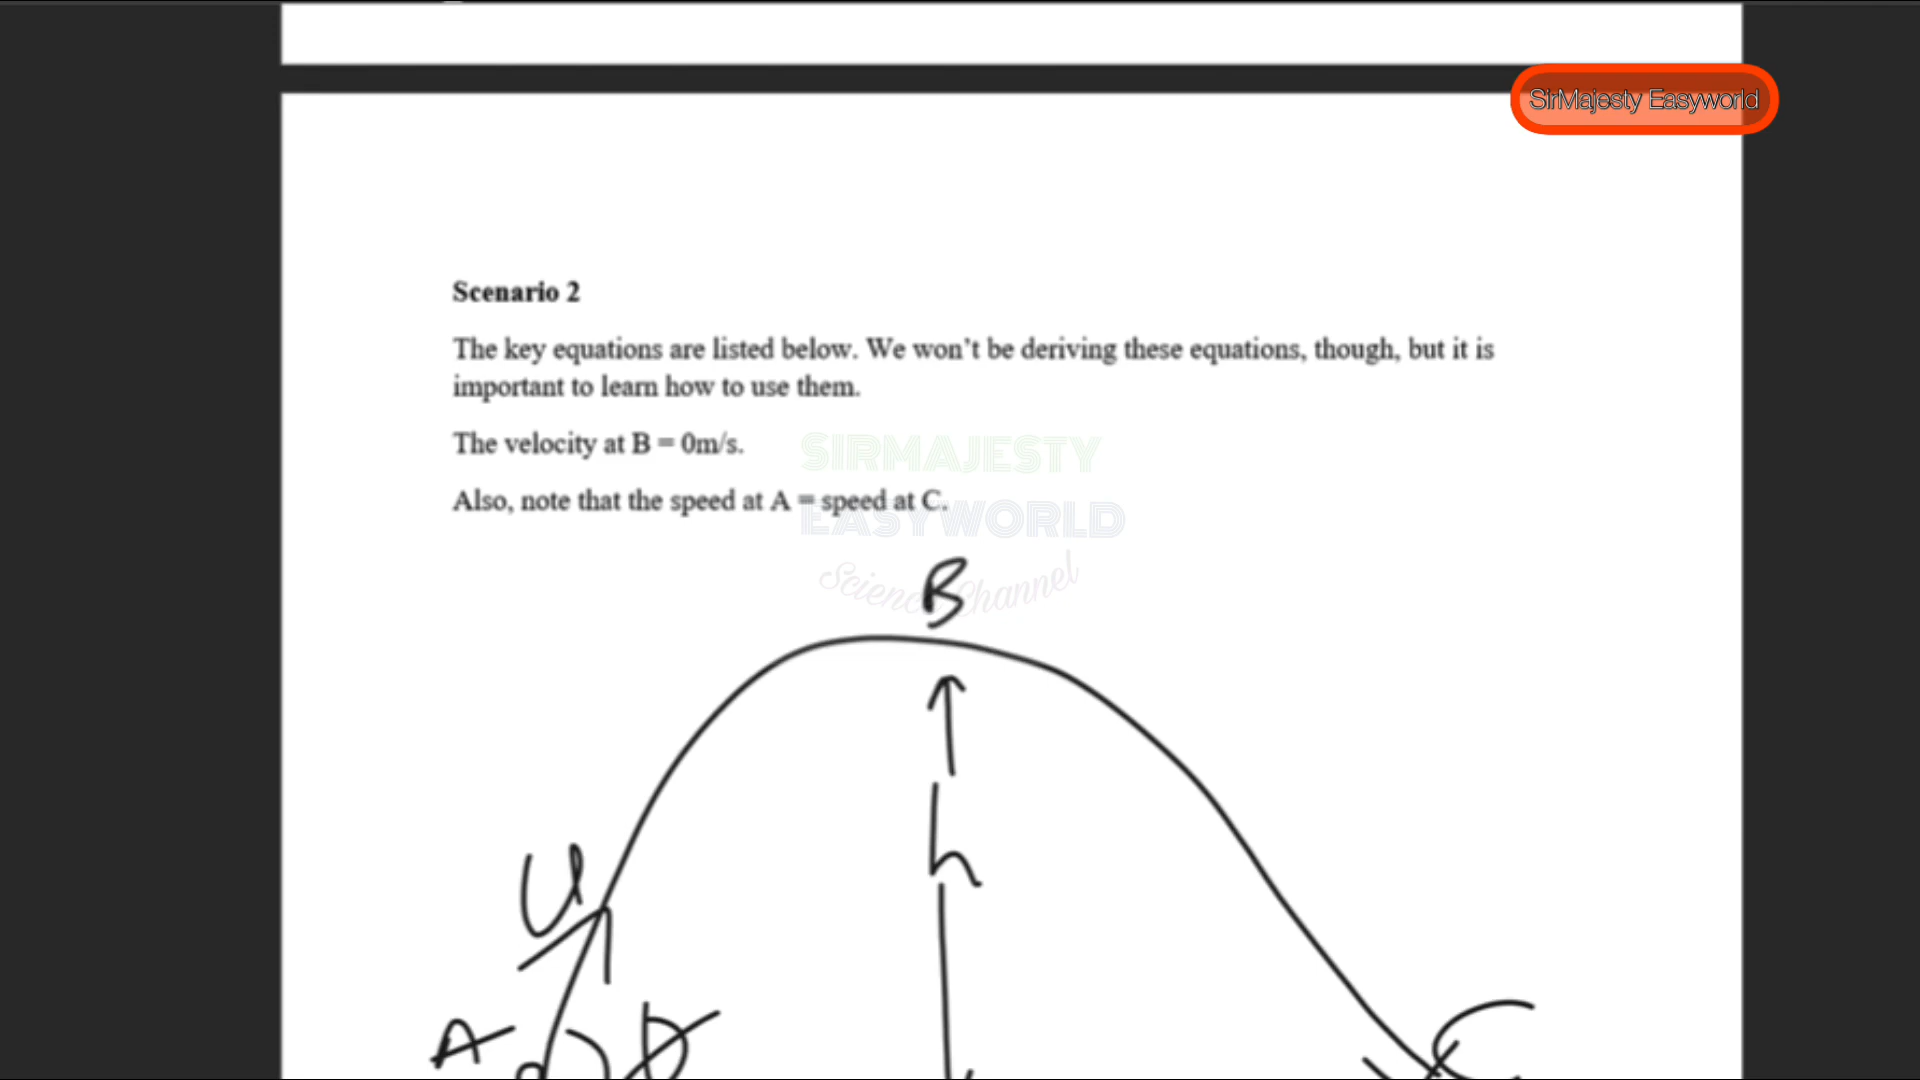 SirMajesty Easyworld
Scenario 2
The key equations are listed below. We won’t be deriving these equations, though, but it is
important to learn how to use them.
The velocity at B = 0m/s.
SIRMAJESTY
Also, note that the speed at A = speed at C.
EASYWORLD
Science Channel
B
h
U
A
C